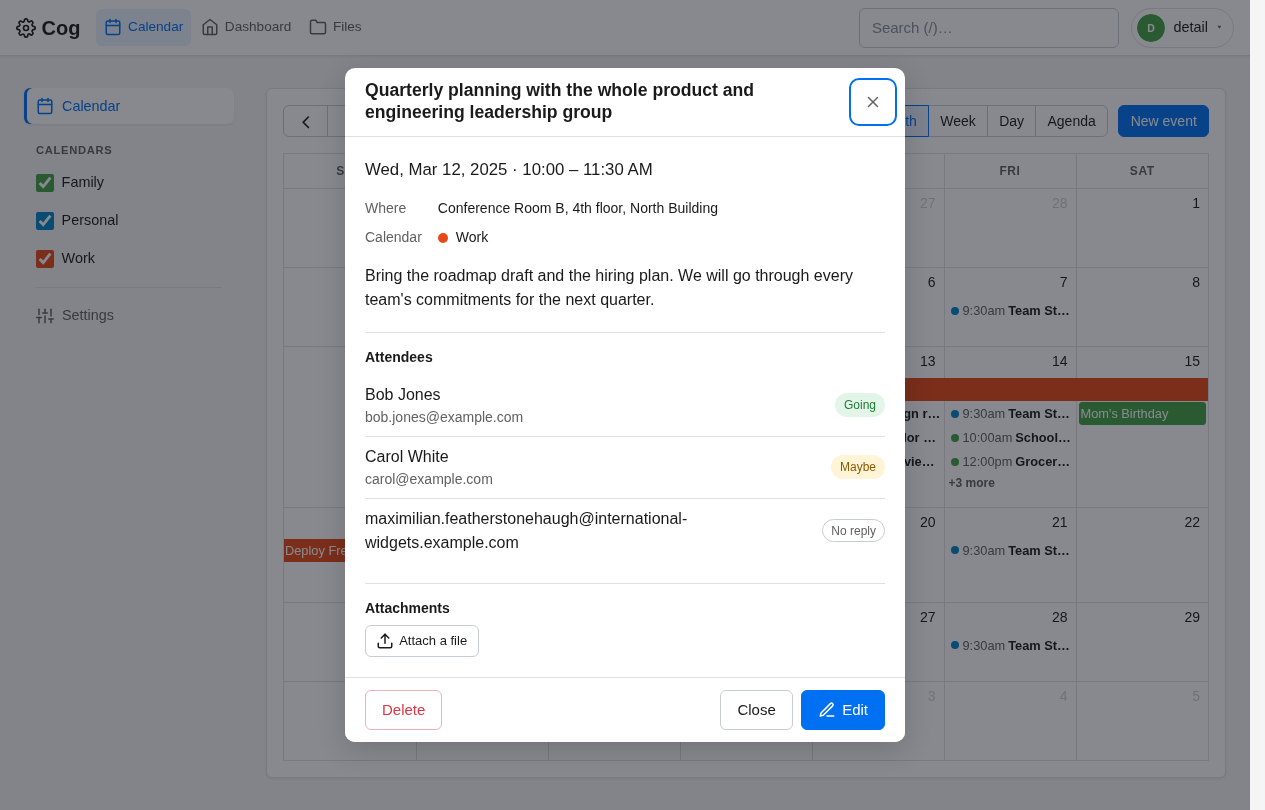 Cog
Calendar
Dashboard
Files
Search (/)…
D
detail
Calendar
CALENDARS
Family
Personal
Work
Settings
Week
Day
Agenda
New event
FRI
SAT
27
28
1
6
7
8
9:30am Team St…
13
14
15
9:30am Team St…
Mom's Birthday
10:00am School…
12:00pm Grocer…
+3 more
20
21
22
Deploy Fre
9:30am Team St…
27
28
29
9:30am Team St…
3
4
5
Quarterly planning with the whole product and
engineering leadership group
Wed, Mar 12, 2025 · 10:00 – 11:30 AM
Where Conference Room B, 4th floor, North Building
Calendar Work
Bring the roadmap draft and the hiring plan. We will go through every
team's commitments for the next quarter.
Attendees
Bob Jones
bob.jones@example.com
Going
Carol White
carol@example.com
Maybe
maximilian.featherstonehaugh@international-
widgets.example.com
No reply
Attachments
Attach a file
Delete
Close
Edit